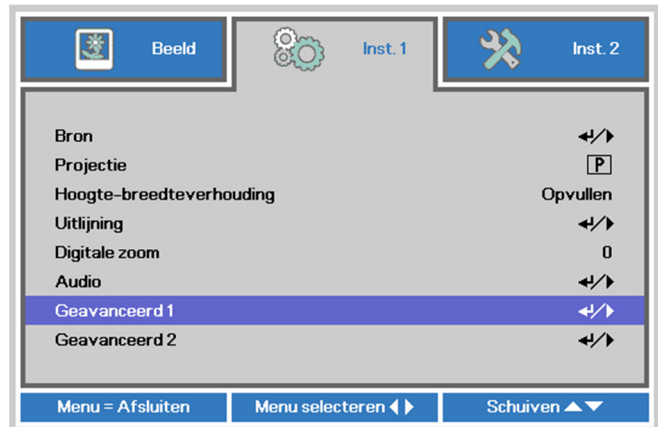 Beeld Inst. 1 Inst. 2
Bron
Projectie P
Hoogte-breedteverhouding Opvullen
Uitlijning
Digitale zoom 0
Audio
Geavanceerd 1
Geavanceerd 2
Menu = Afsluiten Menu selecteren Schuiven